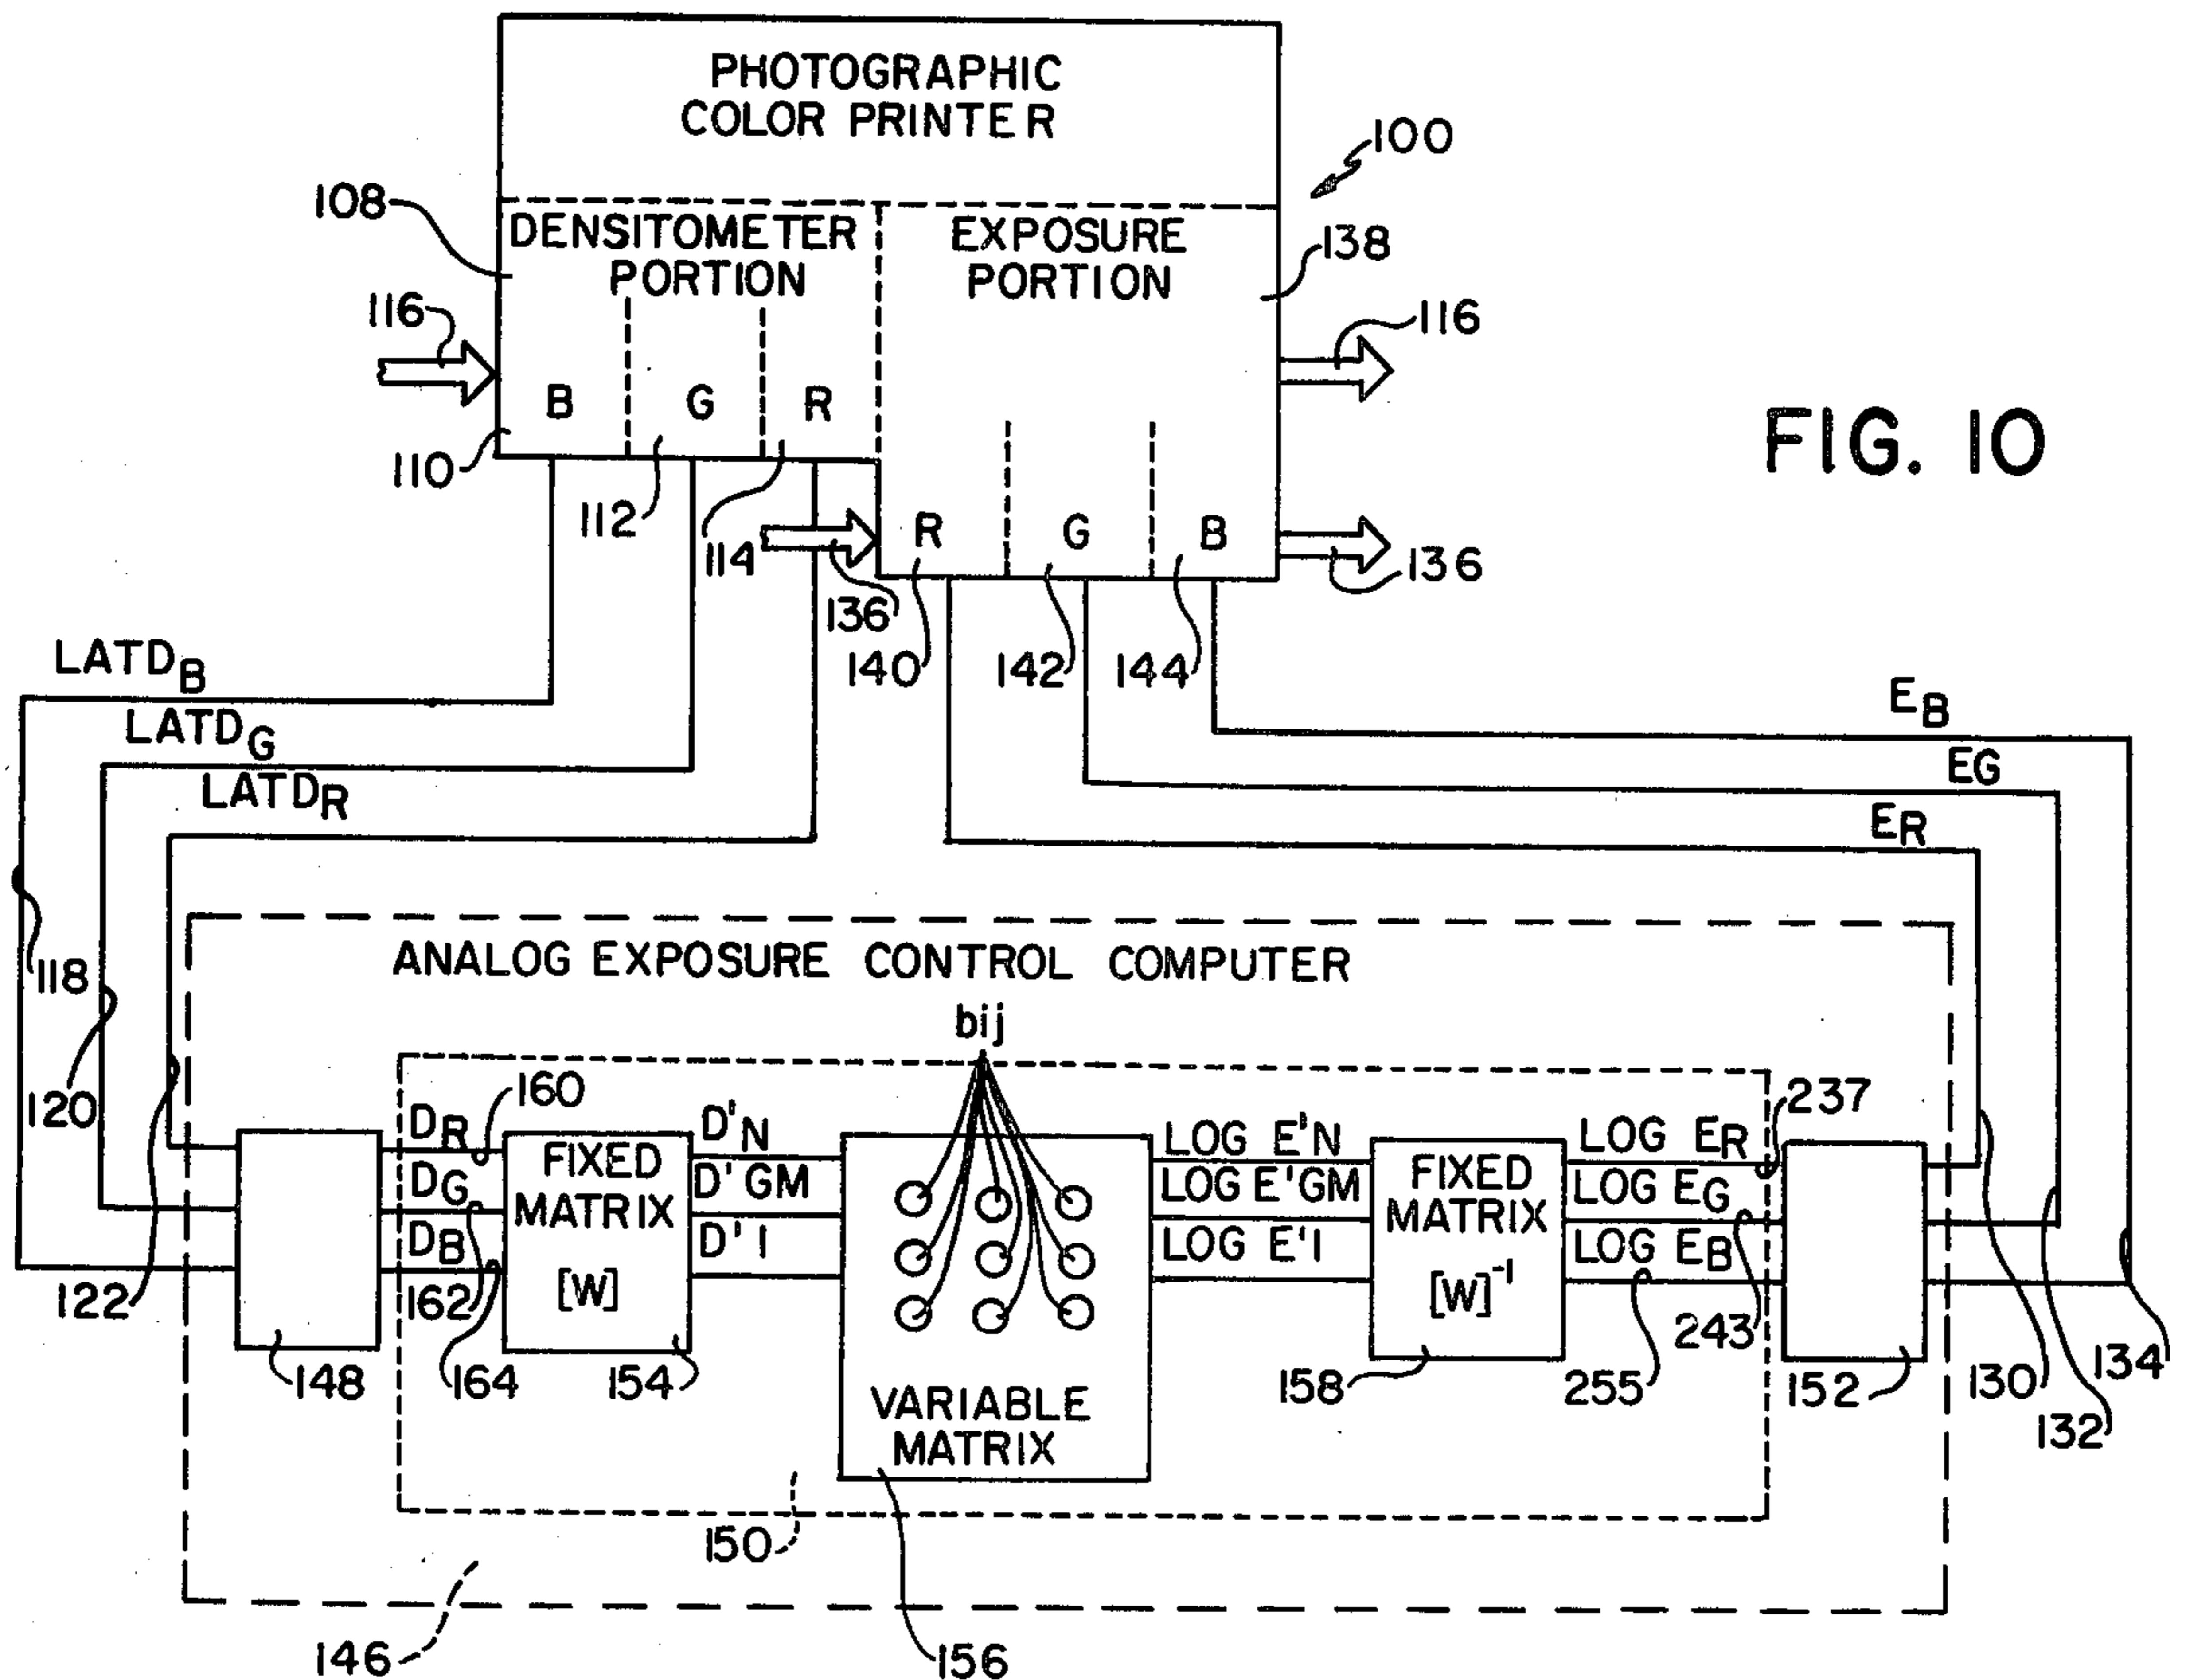 PHOTOGRAPHIC
COLOR PRINTER
100
108
DENSITOMETER
PORTION
EXPOSURE
PORTION
138
116
116
B
G
R
FIG. 10
110
112
114
R
G
B
136
136
140
142
144
LATDB
LATDG
LATDR
EB
EG
ER
118
ANALOG EXPOSURE CONTROL COMPUTER
bij
120
160
237
DR
DG
DB
FIXED
MATRIX
[W]
D'N
D'GM
D'I
LOG E'N
LOG E'GM
LOG E'I
FIXED
MATRIX
[W]-1
LOG ER
LOG EG
LOG EB
122
162
243
148
164
154
158
255
152
130
134
132
VARIABLE
MATRIX
150
146
156